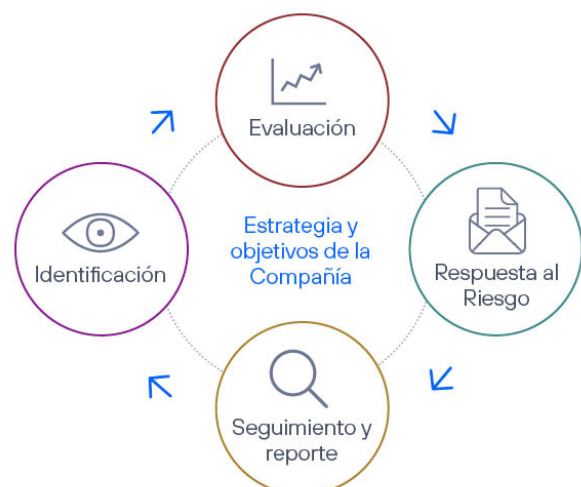 Evaluación
Identificación
Estrategia y
objetivos de la
Compañía
Respuesta al
Riesgo
Seguimiento y
reporte